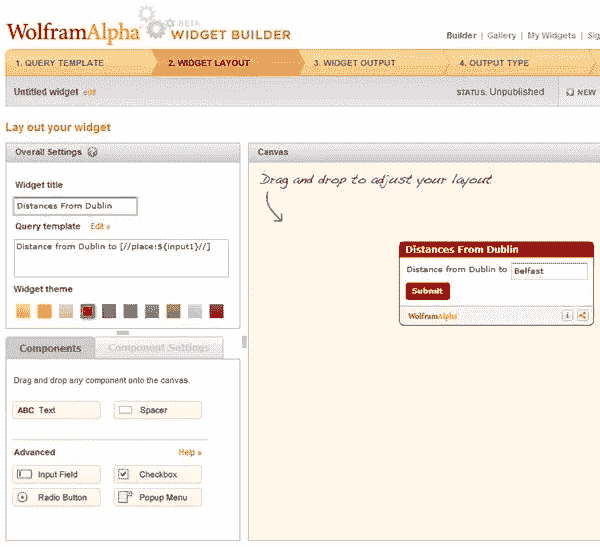 WolframAlpha BETA WIDGET BUILDER
Builder | Gallery | My Widgets | Sig
1. QUERY TEMPLATE 2. WIDGET LAYOUT 3. WIDGET OUTPUT 4. OUTPUT TYPE
Untitled widget edit STATUS: Unpublished NEW
Lay out your widget
Overall Settings Canvas
Drag and drop to adjust your layout
Widget title
Distances From Dublin
Query template Edit »
Distance from Dublin to [//place:${input1}//]
Distances From Dublin
Distance from Dublin to Belfast
Submit
WolframAlpha i
Widget theme
Components Component Settings
Drag and drop any component onto the canvas.
ABC Text Spacer
Advanced Help »
Input Field Checkbox
Radio Button Popup Menu